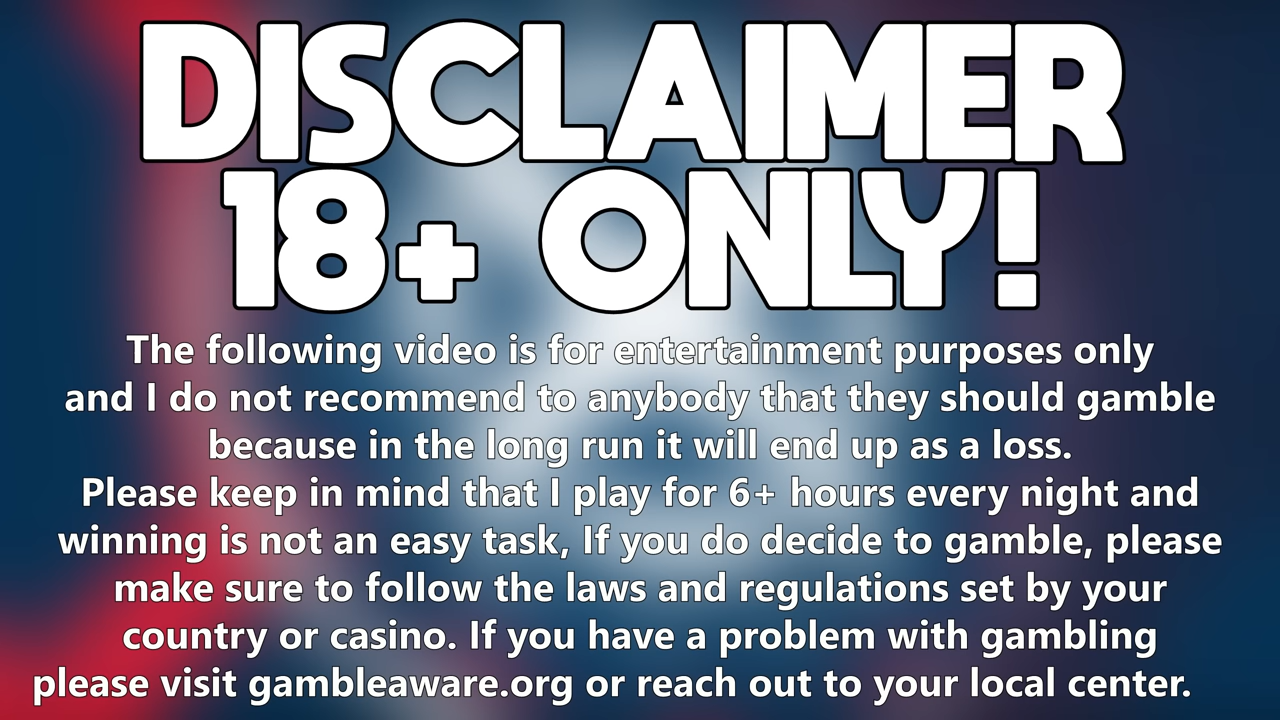 DISCLAIMER
18+ ONLY!
The following video is for entertainment purposes only
and I do not recommend to anybody that they should gamble
because in the long run it will end up as a loss.
Please keep in mind that I play for 6+ hours every night and
winning is not an easy task, If you do decide to gamble, please
make sure to follow the laws and regulations set by your
country or casino. If you have a problem with gambling
please visit gambleaware.org or reach out to your local center.